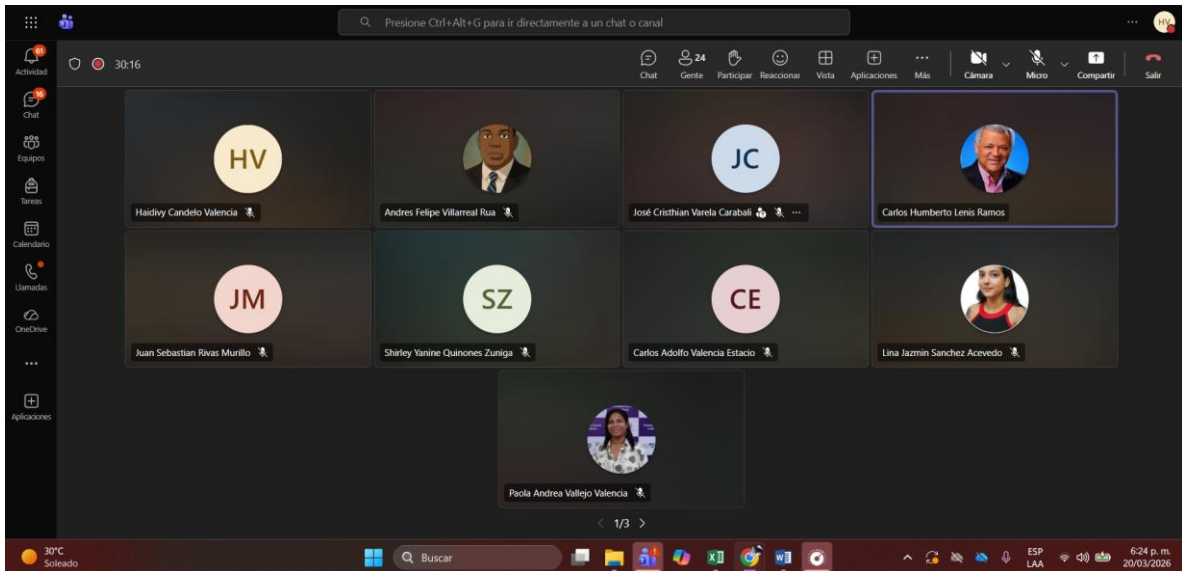 Presione Ctrl+Alt+G para ir directamente a un chat o canal
HV
61
Actividad
30:16
24
Chat
Gente
Participar
Reaccionar
Vista
Aplicaciones
Más
Cámara
Micro
Compartir
Salir
16
Chat
Equipos
Tareas
Calendario
Llamadas
OneDrive
Aplicaciones
HV
Haidivy Candelo Valencia
Andres Felipe Villarreal Rua
JC
José Cristhian Varela Carabali
Carlos Humberto Lenis Ramos
JM
Juan Sebastian Rivas Murillo
SZ
Shirley Yanine Quinones Zuniga
CE
Carlos Adolfo Valencia Estacio
Lina Jazmin Sanchez Acevedo
Paola Andrea Vallejo Valencia
1/3
30°C
Soleado
Buscar
ESP
LAA
6:24 p. m.
20/03/2026